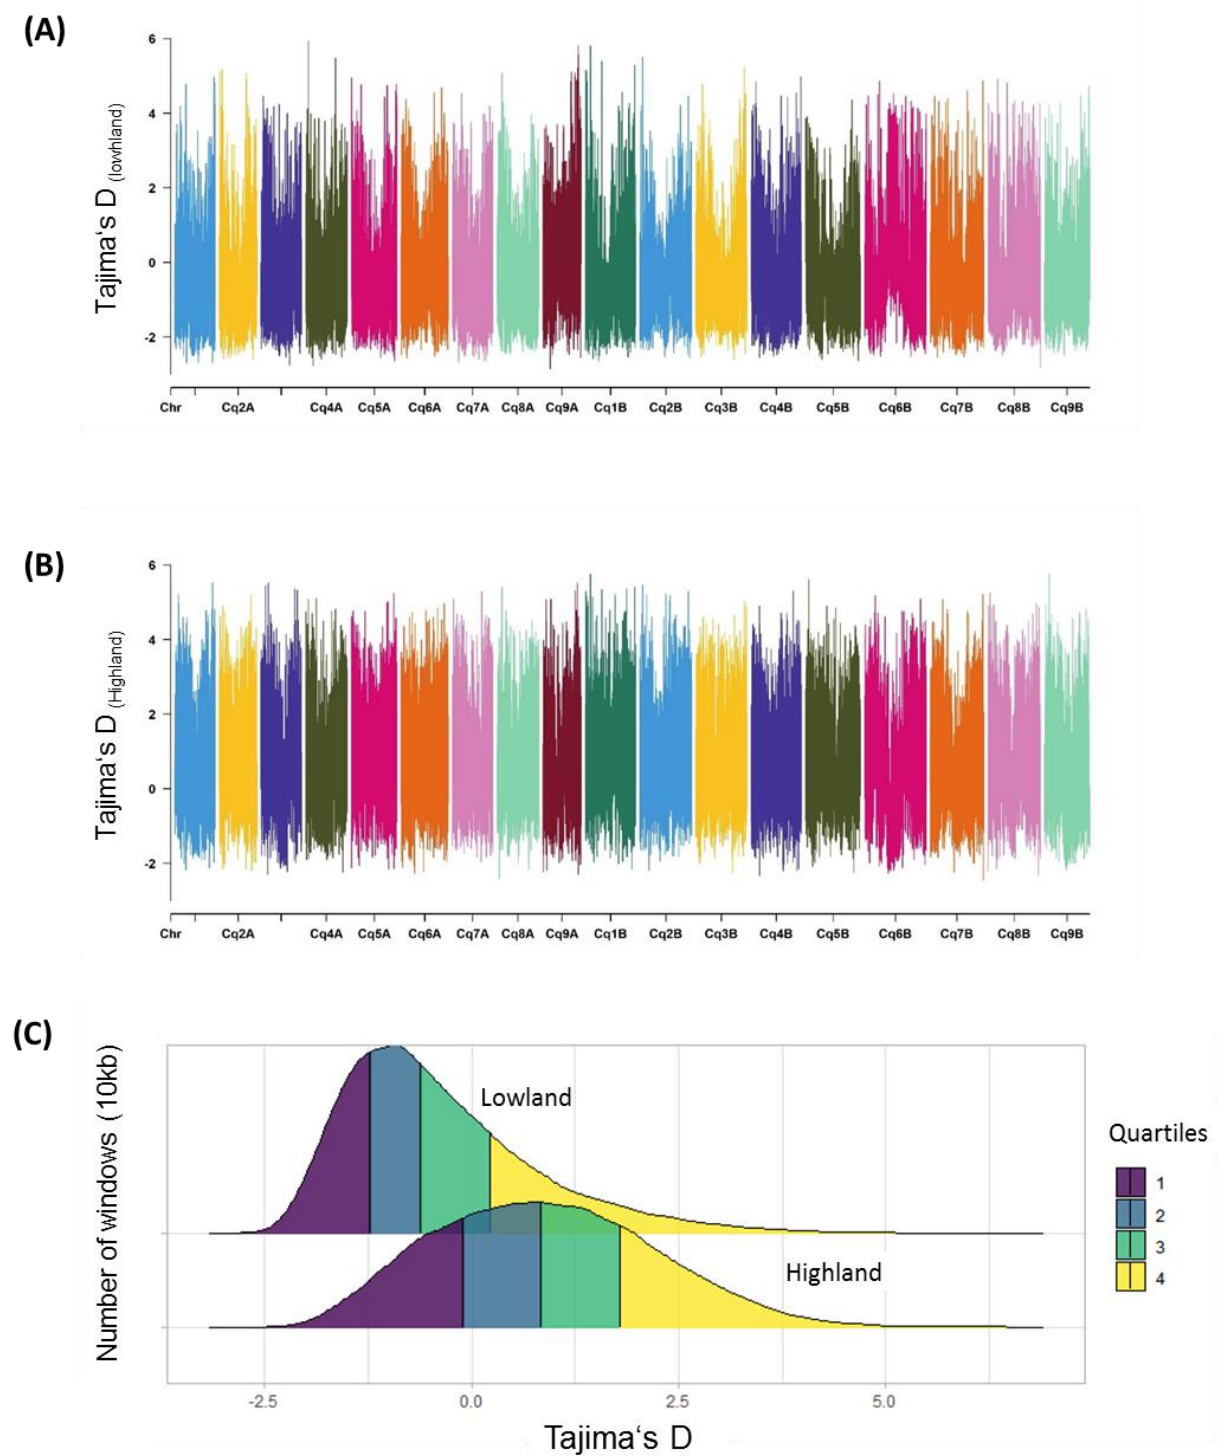 (A)
Tajima‘s D (lowhland)
6
4
2
0
-2
Chr Cq2A Cq4A Cq5A Cq6A Cq7A Cq8A Cq9A Cq1B Cq2B Cq3B Cq4B Cq5B Cq6B Cq7B Cq8B Cq9B
(B)
Tajima‘s D (Highland)
6
4
2
0
-2
Chr Cq2A Cq4A Cq5A Cq6A Cq7A Cq8A Cq9A Cq1B Cq2B Cq3B Cq4B Cq5B Cq6B Cq7B Cq8B Cq9B
(C)
Number of windows (10kb)
Lowland
Highland
Quartiles
1
2
3
4
-2.5 0.0 2.5 5.0
Tajima‘s D